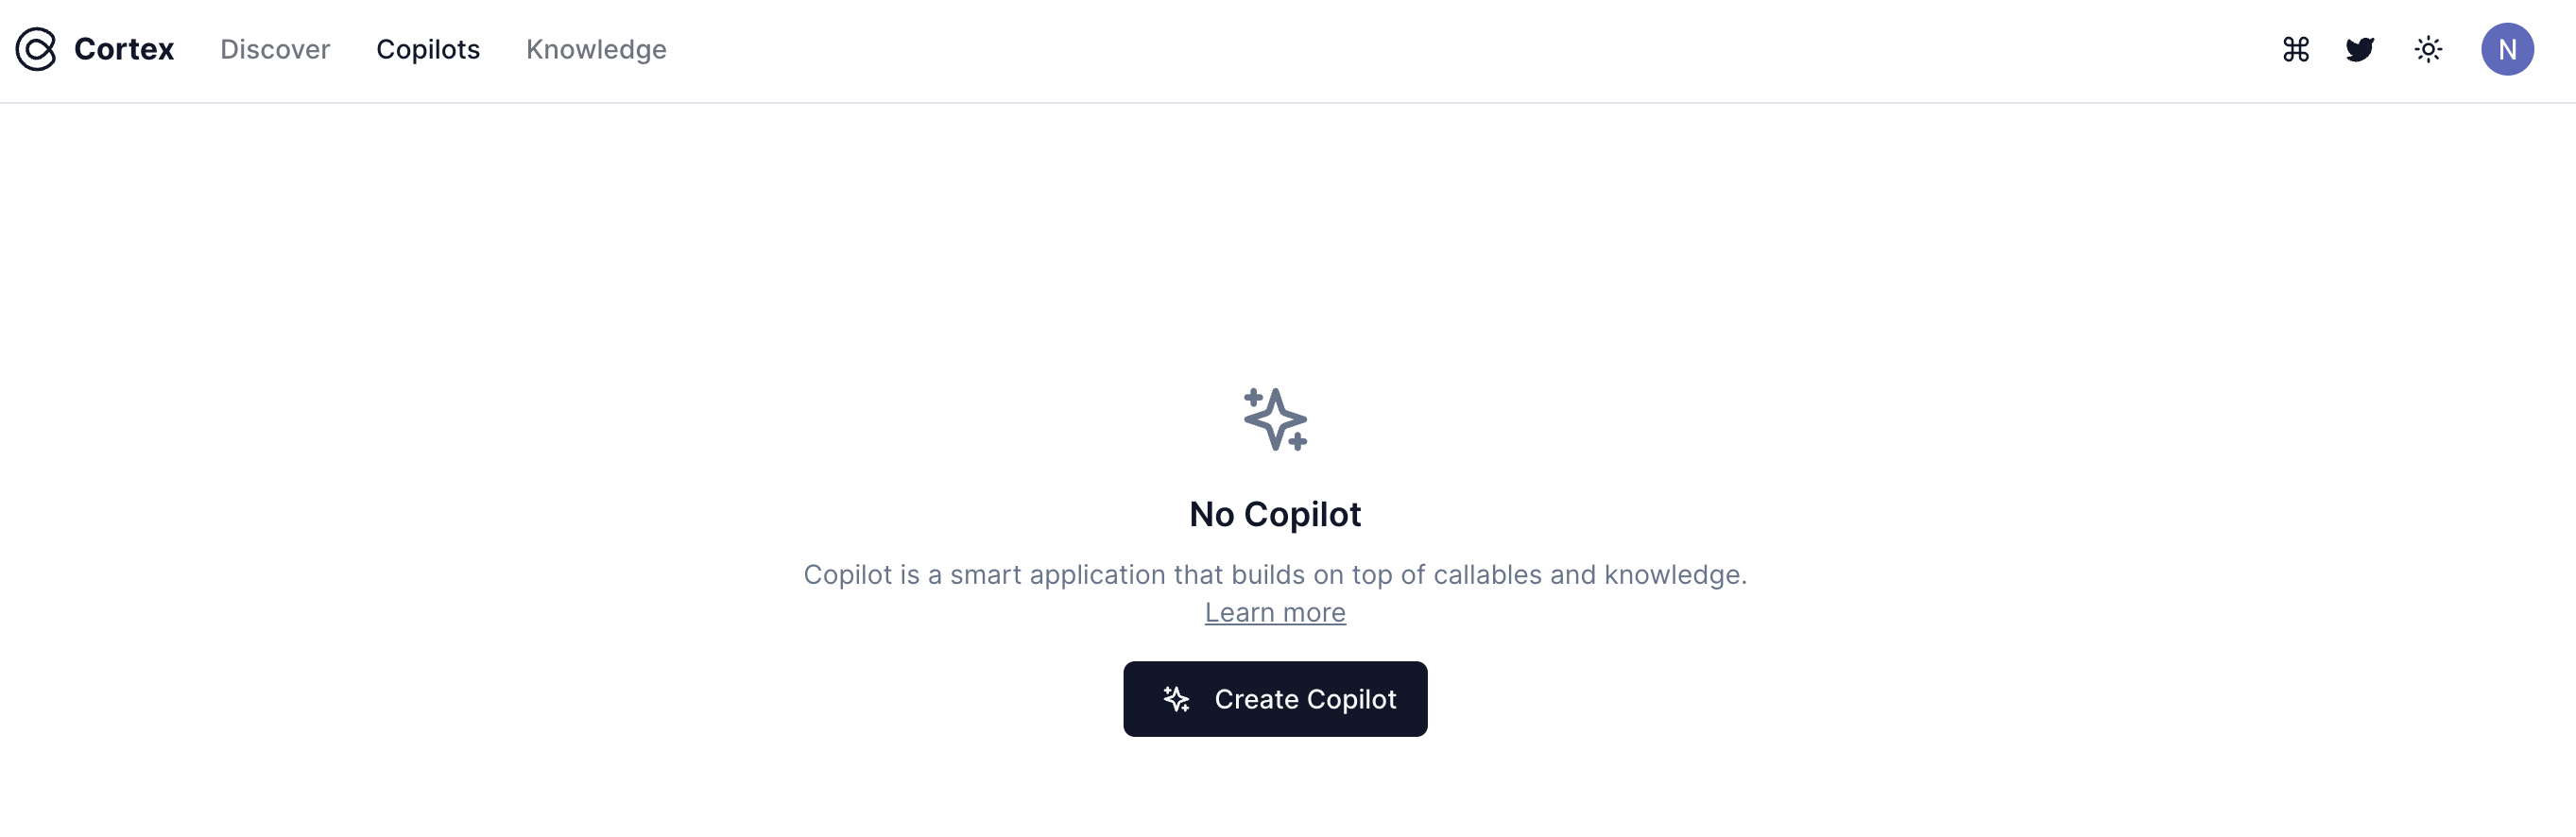 Cortex Discover Copilots Knowledge N
No Copilot
Copilot is a smart application that builds on top of callables and knowledge.
Learn more
Create Copilot